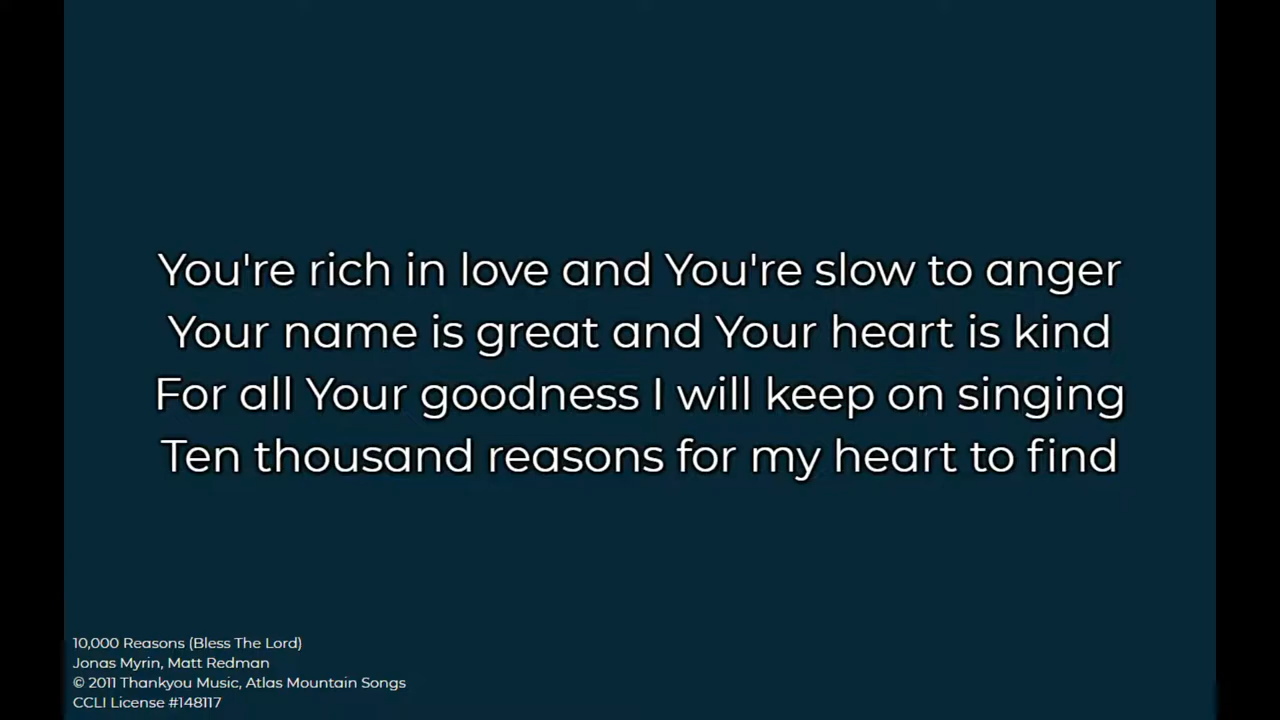 You're rich in love and You're slow to anger
Your name is great and Your heart is kind
For all Your goodness I will keep on singing
Ten thousand reasons for my heart to find
10,000 Reasons (Bless The Lord)
Jonas Myrin, Matt Redman
© 2011 Thankyou Music, Atlas Mountain Songs
CCLI License #148117